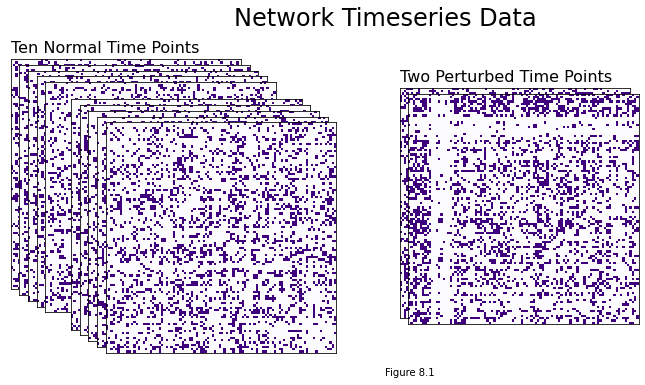 Network Timeseries Data
Ten Normal Time Points
Two Perturbed Time Points
Figure 8.1